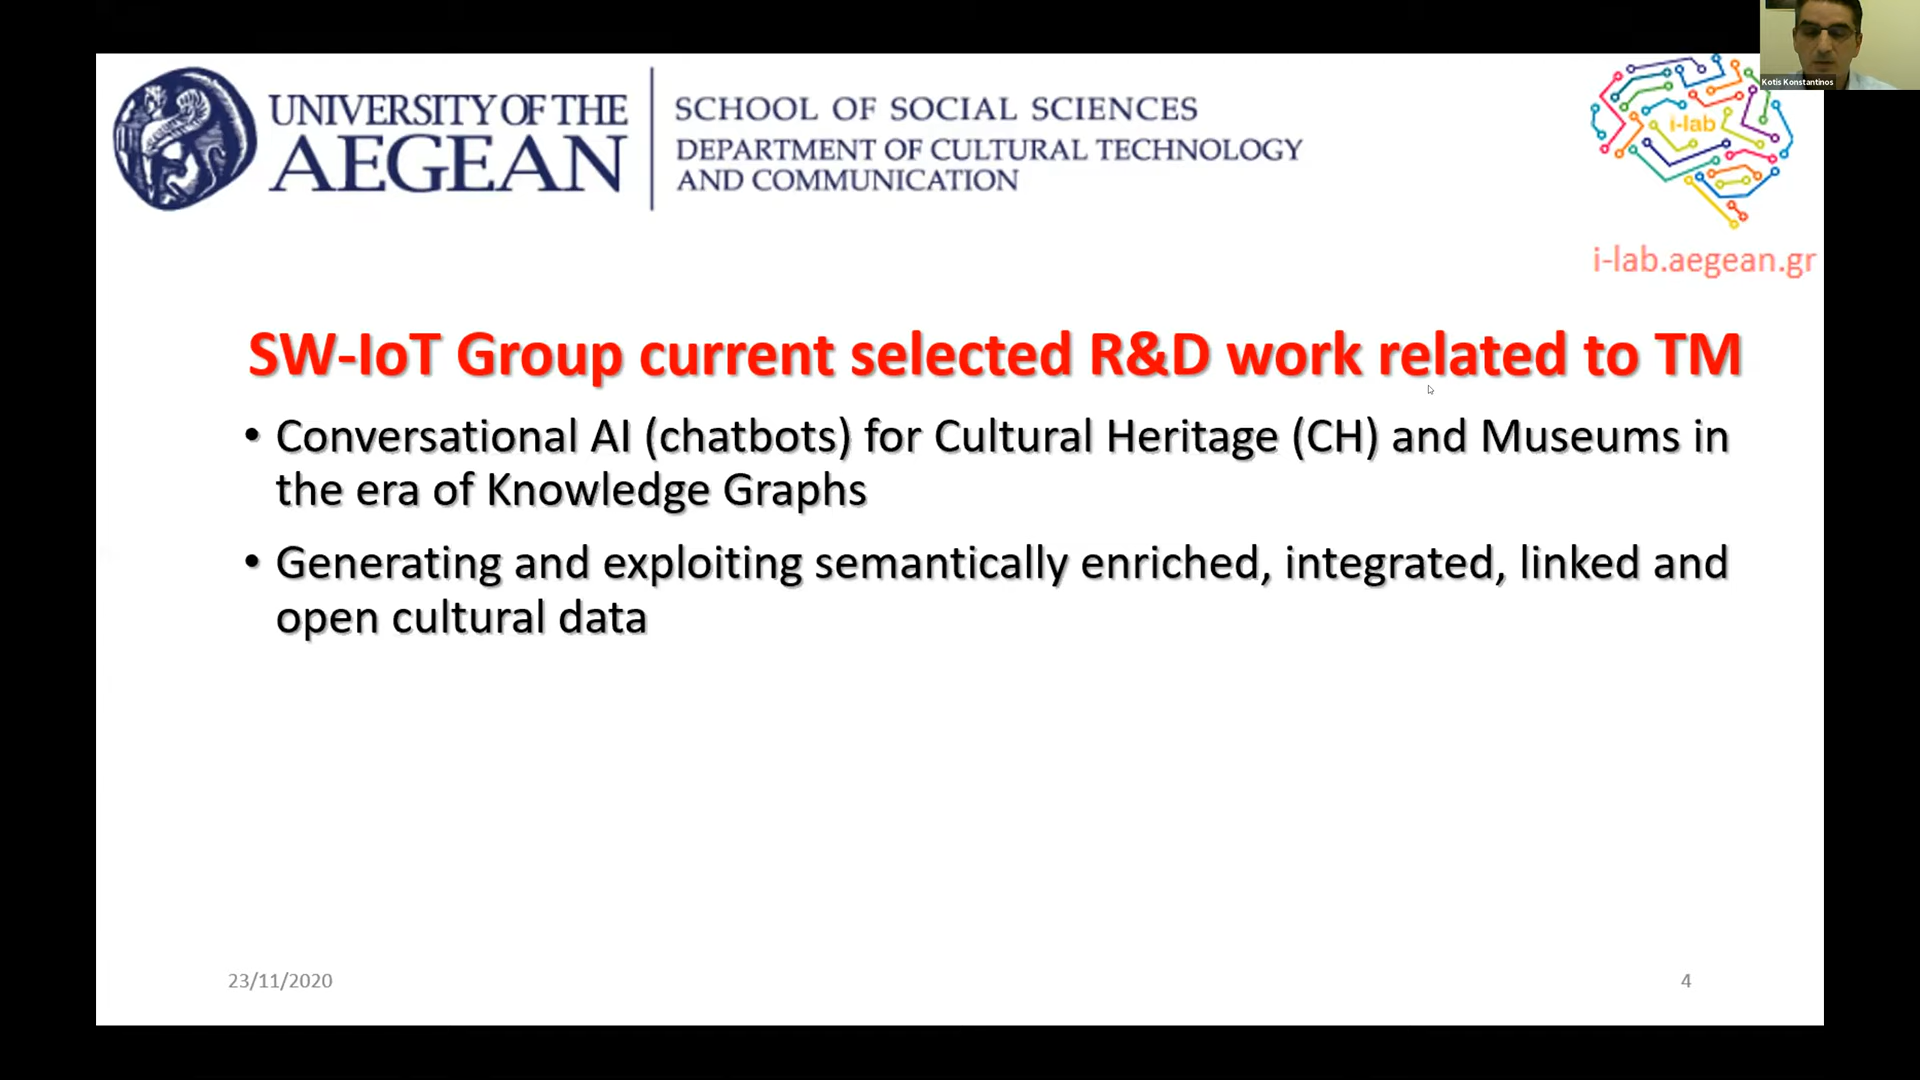 UNIVERSITY OF THE
AEGEAN
SCHOOL OF SOCIAL SCIENCES
DEPARTMENT OF CULTURAL TECHNOLOGY
AND COMMUNICATION
Kotis Konstantinos
i-lab
i-lab.aegean.gr
SW-IoT Group current selected R&D work related to TM
• Conversational AI (chatbots) for Cultural Heritage (CH) and Museums in
the era of Knowledge Graphs
• Generating and exploiting semantically enriched, integrated, linked and
open cultural data
23/11/2020
4